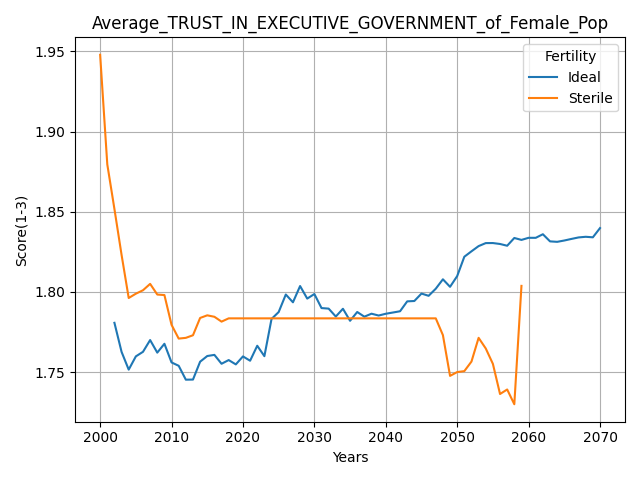 Average_TRUST_IN_EXECUTIVE_GOVERNMENT_of_Female_Pop
Fertility
Ideal
Sterile
Score(1-3)
1.95
1.90
1.85
1.80
1.75
2000 2010 2020 2030 2040 2050 2060 2070
Years